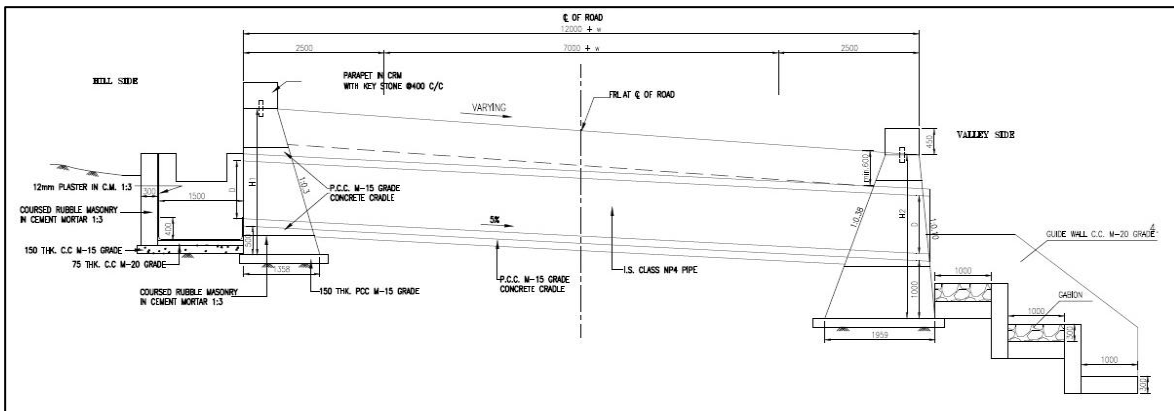 ℄ OF ROAD
12000 + w
2500
7000 + w
2500
HILL SIDE
PARAPET IN CRM
WITH KEY STONE @400 C/C
VARYING
FRL AT ℄ OF ROAD
VALLEY SIDE
450
600
300
12mm PLASTER IN C.M. 1:3
1500
D
H1
1:0.3
P.C.C. M-15 GRADE
CONCRETE CRADLE
COURSED RUBBLE MASONRY
IN CEMENT MORTAR 1:3
400
500
5%
H2
D
1:0.38
GUIDE WALL C.C. M-20 GRADE
150 THK. C.C M-15 GRADE
75 THK. C.C M-20 GRADE
1358
P.C.C. M-15 GRADE
CONCRETE CRADLE
I.S. CLASS NP4 PIPE
COURSED RUBBLE MASONRY
IN CEMENT MORTAR 1:3
150 THK. PCC M-15 GRADE
1000
1000
GABION
1000
300
1959
1000
300